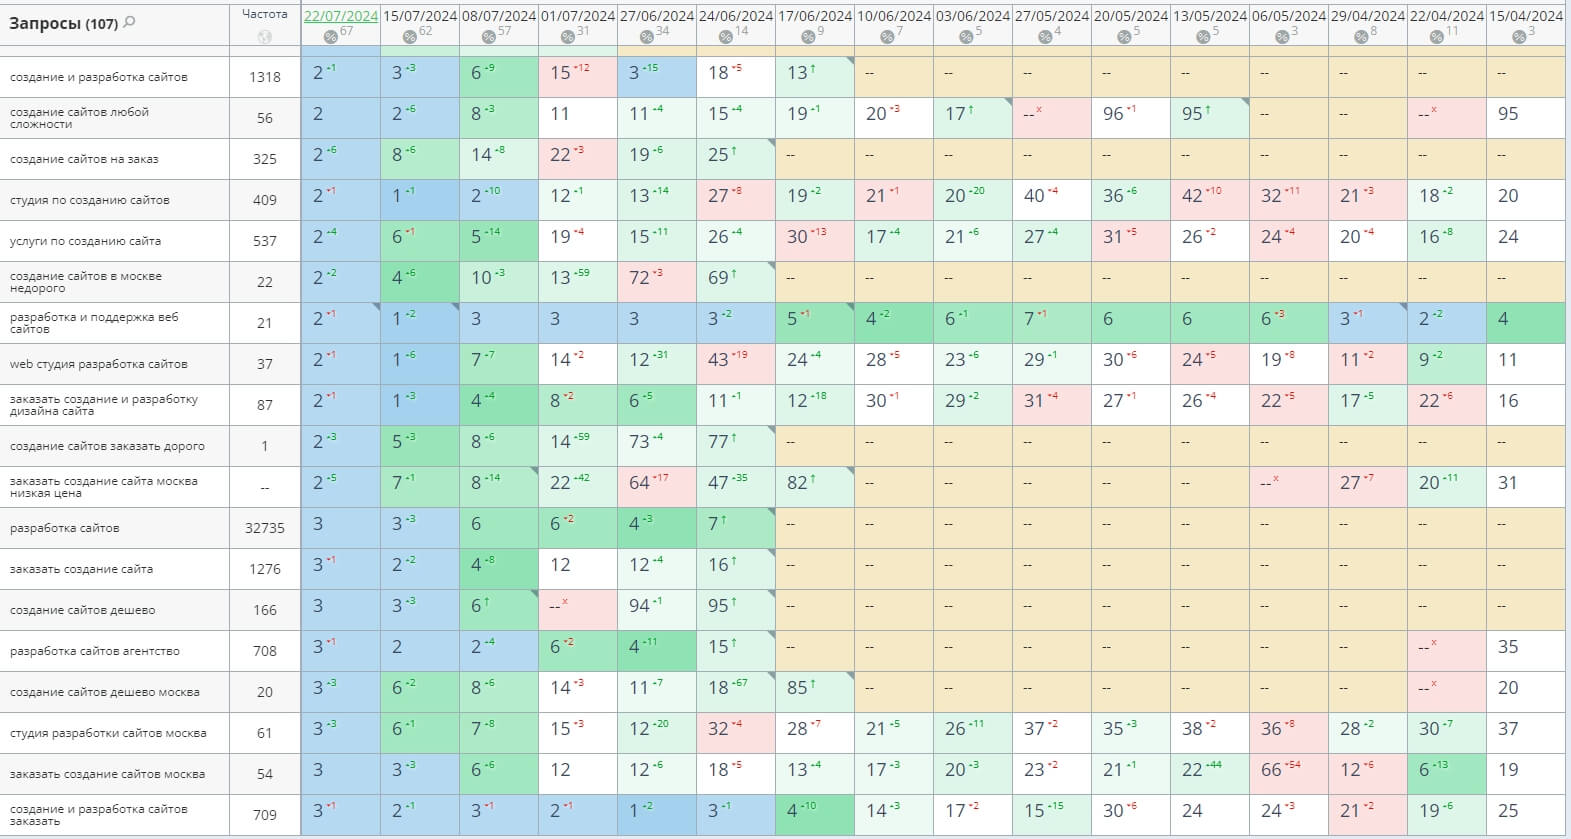 Запросы (107) Частота 22/07/2024 15/07/2024 08/07/2024 01/07/2024 27/06/2024 24/06/2024 17/06/2024 10/06/2024 03/06/2024 27/05/2024 20/05/2024 13/05/2024 06/05/2024 29/04/2024 22/04/2024 15/04/2024
% 67 % 62 % 57 % 31 % 34 % 14 % 9 % 7 % 5 % 4 % 5 % 5 % 3 % 8 % 11 % 3
создание и разработка сайтов 1318 2 +1 3 +3 6 +9 15 -12 3 +15 18 -5 13 ↑ -- -- -- -- -- -- -- -- --
создание сайтов любой
сложности 56 2 2 +6 8 +3 11 11 +4 15 +4 19 +1 20 -3 17 ↑ -- x 96 -1 95 ↑ -- -- -- x 95
создание сайтов на заказ 325 2 +6 8 +6 14 +8 22 -3 19 +6 25 ↑ -- -- -- -- -- -- -- -- -- --
студия по созданию сайтов 409 2 -1 1 +1 2 +10 12 +1 13 +14 27 -8 19 +2 21 -1 20 +20 40 -4 36 +6 42 -10 32 -11 21 -3 18 +2 20
услуги по созданию сайта 537 2 +4 6 -1 5 +14 19 -4 15 +11 26 +4 30 -13 17 +4 21 +6 27 +4 31 -5 26 -2 24 -4 20 -4 16 +8 24
создание сайтов в москве
недорого 22 2 +2 4 +6 10 +3 13 +59 72 -3 69 ↑ -- -- -- -- -- -- -- -- -- --
разработка и поддержка веб
сайтов 21 2 -1 1 +2 3 3 3 3 +2 5 -1 4 +2 6 +1 7 -1 6 6 6 -3 3 -1 2 +2 4
web студия разработка сайтов 37 2 -1 1 +6 7 +7 14 -2 12 +31 43 -19 24 +4 28 -5 23 +6 29 +1 30 -6 24 -5 19 -8 11 -2 9 +2 11
заказать создание и разработку
дизайна сайта 87 2 -1 1 +3 4 +4 8 -2 6 +5 11 +1 12 +18 30 -1 29 +2 31 -4 27 -1 26 -4 22 -5 17 +5 22 -6 16
создание сайтов заказать дорого 1 2 +3 5 +3 8 +6 14 +59 73 +4 77 ↑ -- -- -- -- -- -- -- -- -- --
заказать создание сайта москва
низкая цена -- 2 +5 7 +1 8 +14 22 +42 64 -17 47 +35 82 ↑ -- -- -- -- -- -- x 27 -7 20 +11 31
разработка сайтов 32735 3 3 +3 6 6 -2 4 +3 7 ↑ -- -- -- -- -- -- -- -- -- --
заказать создание сайта 1276 3 -1 2 +2 4 +8 12 12 +4 16 ↑ -- -- -- -- -- -- -- -- -- --
создание сайтов дешево 166 3 3 +3 6 ↑ -- x 94 +1 95 ↑ -- -- -- -- -- -- -- -- -- --
разработка сайтов агентство 708 3 -1 2 2 +4 6 -2 4 +11 15 ↑ -- -- -- -- -- -- -- -- -- x 35
создание сайтов дешево москва 20 3 +3 6 +2 8 +6 14 -3 11 +7 18 +67 85 ↑ -- -- -- -- -- -- -- -- x 20
студия разработки сайтов москва 61 3 +3 6 +1 7 +8 15 -3 12 +20 32 -4 28 -7 21 +5 26 +11 37 -2 35 +3 38 -2 36 -8 28 +2 30 +7 37
заказать создание сайтов москва 54 3 3 +3 6 +6 12 12 +6 18 -5 13 +4 17 +3 20 +3 23 -2 21 +1 22 +44 66 -54 12 -6 6 +13 19
создание и разработка сайтов
заказать 709 3 -1 2 +1 3 -1 2 -1 1 +2 3 +1 4 +10 14 +3 17 -2 15 +15 30 -6 24 24 -3 21 -2 19 +6 25